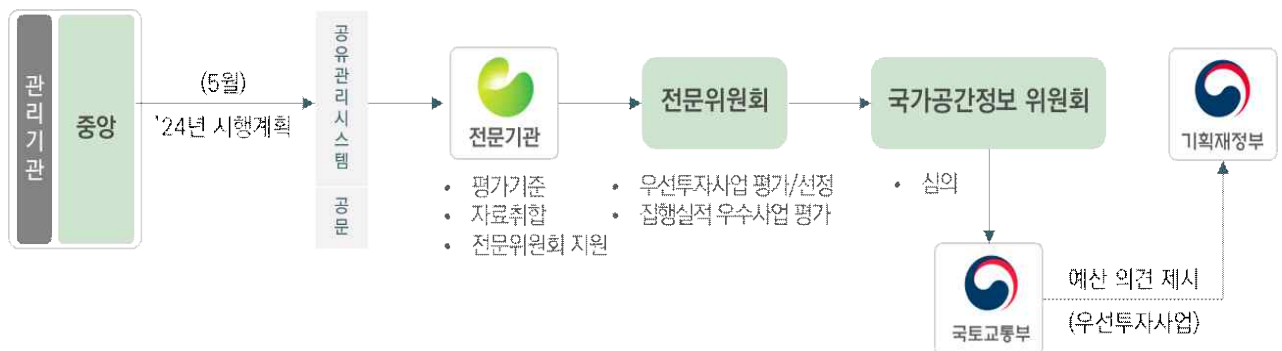 관리기관
중앙
(5월)
'24년 시행계획
공유관리시스템
공문
전문기관
• 평가기준
• 자료취합
• 전문위원회 지원
전문위원회
• 우선투자사업 평가/선정
• 집행실적 우수사업 평가
국가공간정보 위원회
• 심의
국토교통부
예산 의견 제시
(우선투자사업)
기획재정부